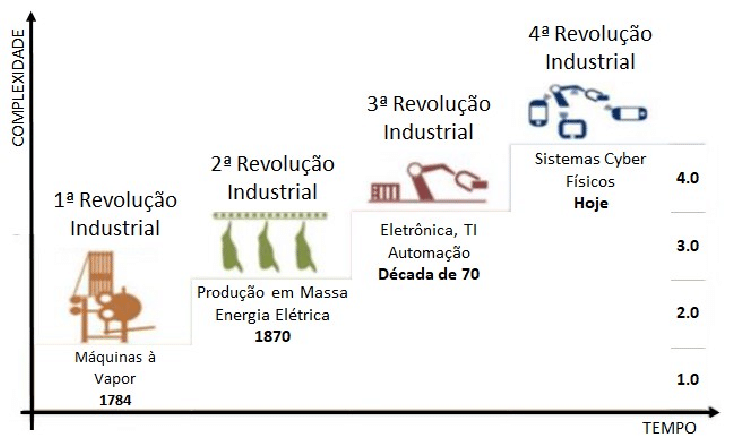 COMPLEXIDADE
4ª Revolução
Industrial
3ª Revolução
Industrial
2ª Revolução
Industrial
1ª Revolução
Industrial
Sistemas Cyber
Físicos
Hoje
4.0
Eletrônica, TI
Automação
Década de 70
3.0
Produção em Massa
Energia Elétrica
1870
2.0
Máquinas à
Vapor
1784
1.0
TEMPO